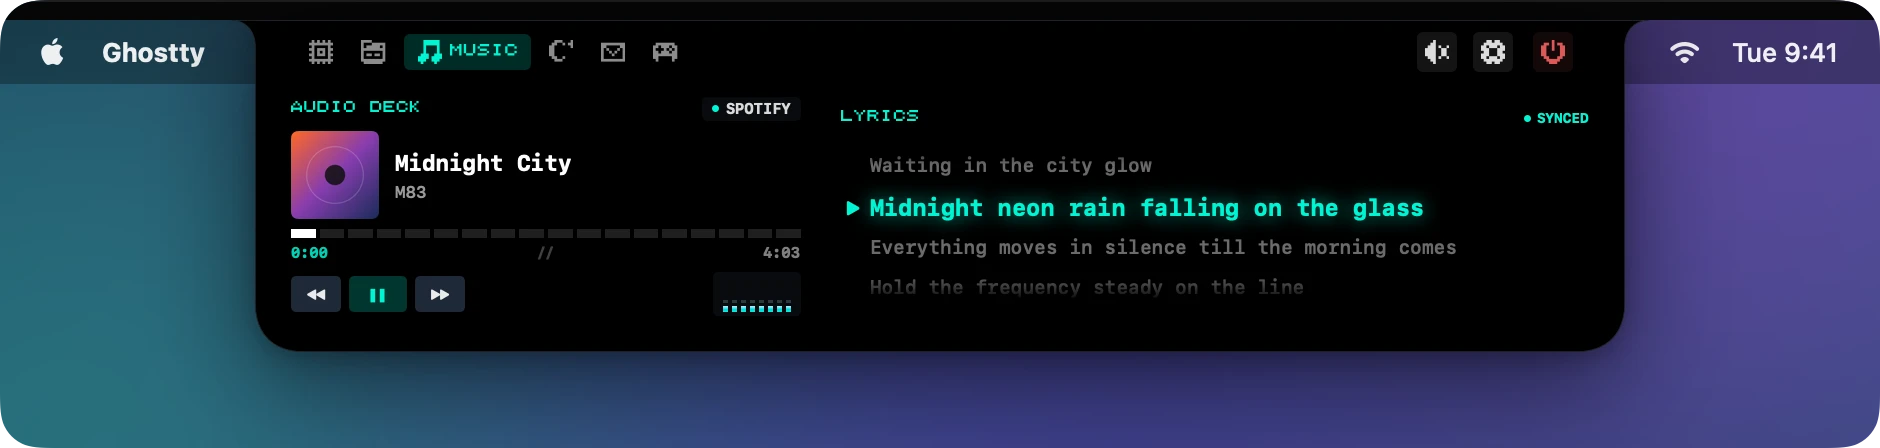 Ghostty
MUSIC
Tue 9:41
AUDIO DECK
SPOTIFY
Midnight City
M83
0:00
//
4:03
LYRICS
SYNCED
Waiting in the city glow
Midnight neon rain falling on the glass
Everything moves in silence till the morning comes
Hold the frequency steady on the line